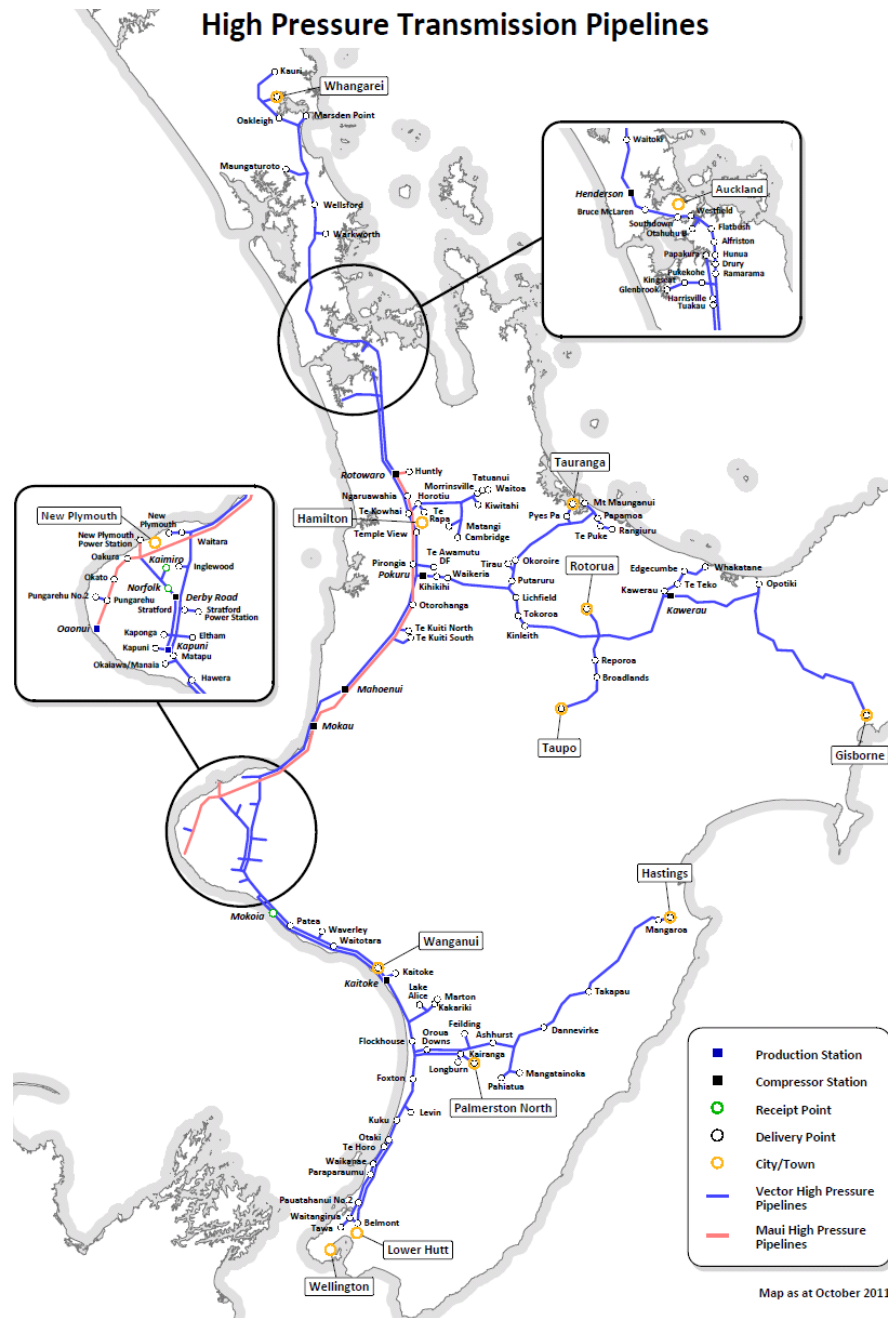 High Pressure Transmission Pipelines
Kauri
Whangarei
Oakleigh
Marsden Point
Maungaturoto
Wellsford
Warkworth
Waitoki
Henderson
Auckland
Bruce McLaren
Westfield
Southdown
Otahuhu B
Flatbush
Alfriston
Papakura
Hunua
Drury
Pukekohe
Ramarama
Kingseat
Glenbrook
Harrisville
Tuakau
Rotowaro
Huntly
Ngaruawahia
Horotiu
Morrinsville
Tatuanui
Waitoa
Kiwitahi
Te Kowhai
Te
Rapa
Hamilton
Matangi
Cambridge
Temple View
Tauranga
Mt Maunganui
Pyes Pa
Papamoa
Te Puke
Rangiuru
Pirongia
Te Awamutu
DF
Pokuru
Kihikihi
Waikeria
Okoroire
Tirau
Putaruru
Lichfield
Tokoroa
Kinleith
Otorohanga
Te Kuiti North
Te Kuiti South
Rotorua
Edgecumbe
Whakatane
Te Teko
Kawerau
Kawerau
Opotiki
Reporoa
Broadlands
Taupo
Gisborne
Mahoenui
Mokau
New Plymouth
New
Plymouth
New Plymouth
Power Station
Waitara
Oakura
Kaimiro
Inglewood
Okato
Norfolk
Derby Road
Pungarehu No.2
Pungarehu
Stratford
Stratford
Power Station
Oaonui
Kaponga
Eltham
Kapuni
Kapuni
Matapu
Okaiawa/Manaia
Hawera
Mokoia
Patea
Waverley
Waitotara
Wanganui
Kaitoke
Kaitoke
Lake
Alice
Marton
Kakariki
Hastings
Mangaroa
Takapau
Dannevirke
Flockhouse
Oroua
Downs
Feilding
Ashhurst
Kairanga
Longburn
Pahiatua
Mangatainoka
Palmerston North
Foxton
Levin
Kuku
Otaki
Te Horo
Waikanae
Paraparaumu
Pauatahanui No.2
Waitangirua
Tawa
Belmont
Lower Hutt
Wellington
Production Station
Compressor Station
Receipt Point
Delivery Point
City/Town
Vector High Pressure
Pipelines
Maui High Pressure
Pipelines
Map as at October 2011